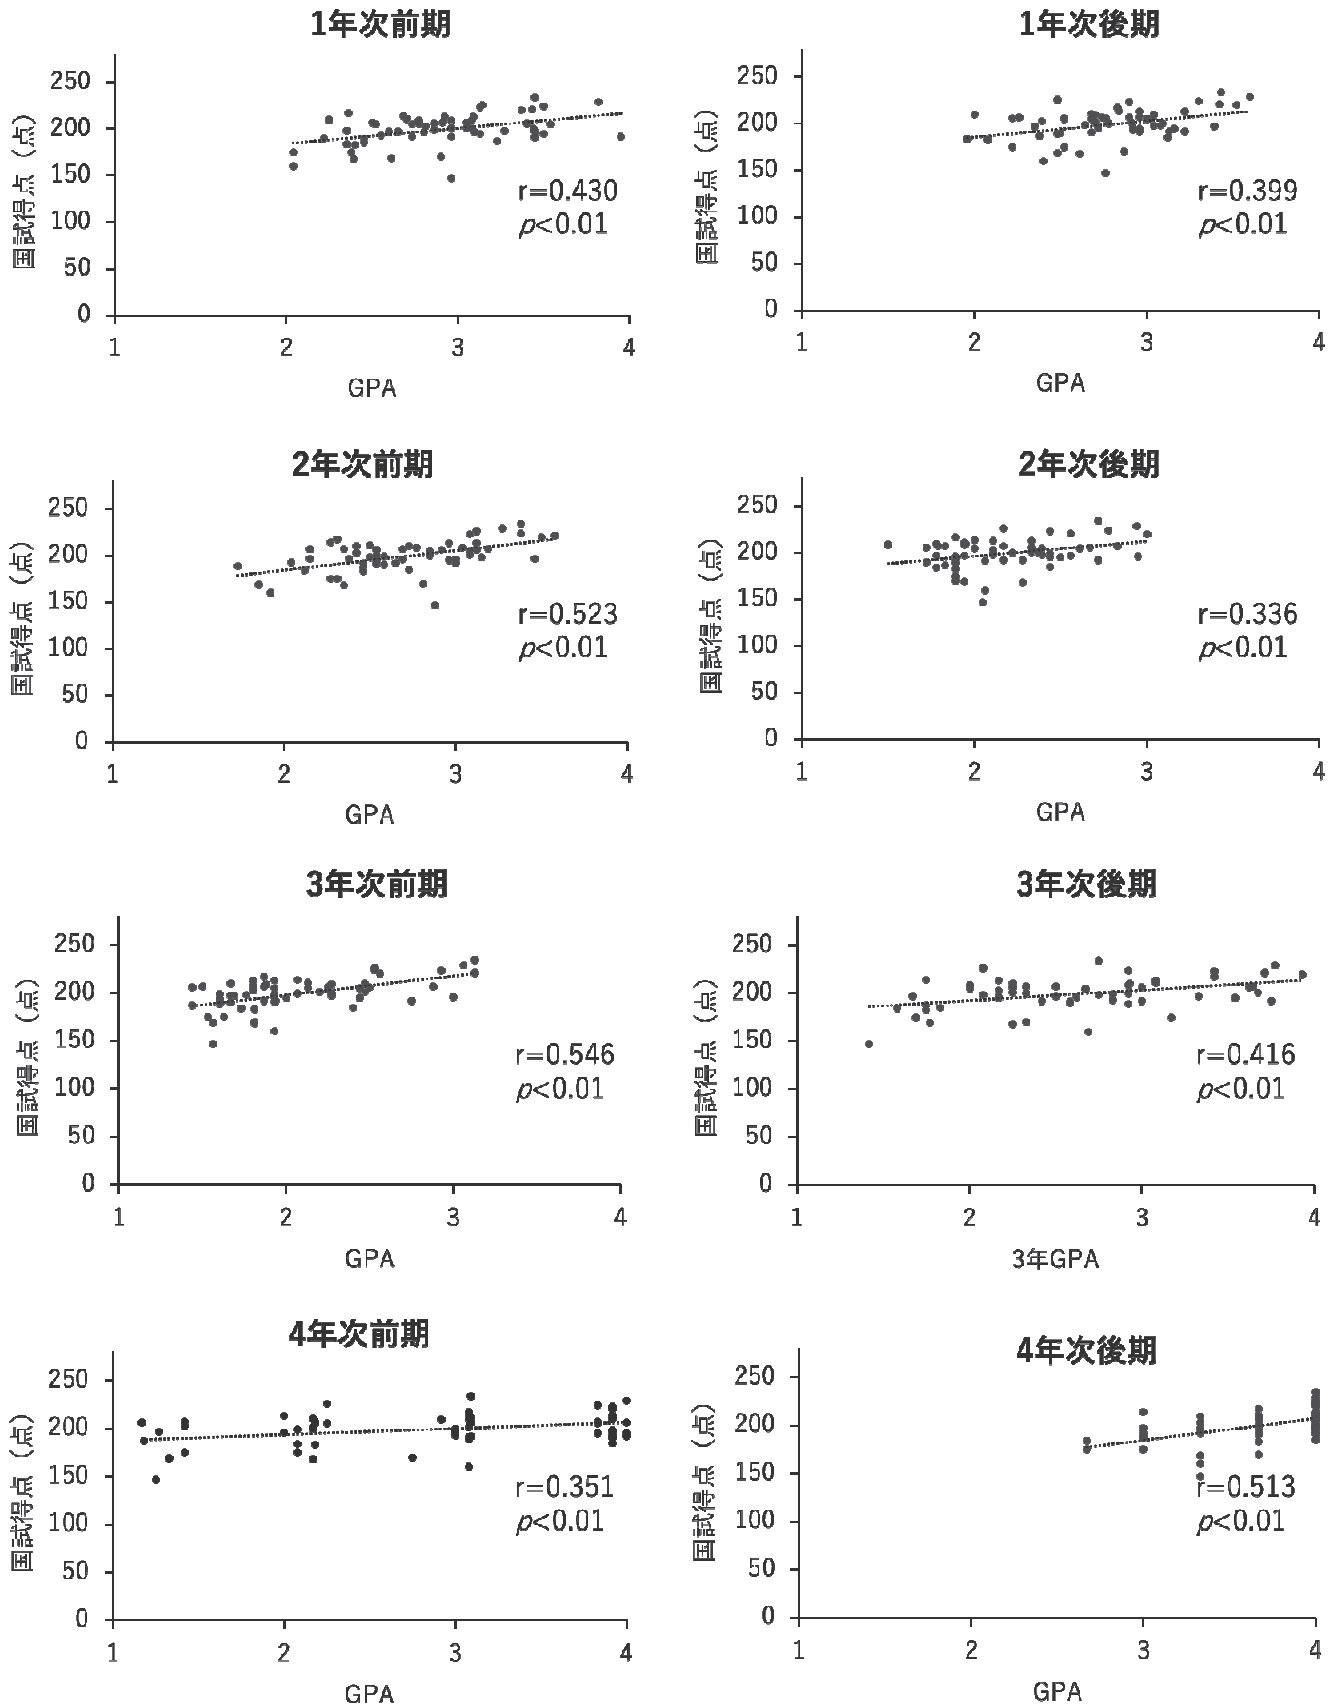 1年次前期
国試得点（点）
250
200
150
100
50
0
1
2
3
4
GPA
r=0.430
p<0.01
1年次後期
国試得点（点）
250
200
150
100
50
0
1
2
3
4
GPA
r=0.399
p<0.01
2年次前期
国試得点（点）
250
200
150
100
50
0
1
2
3
4
GPA
r=0.523
p<0.01
2年次後期
国試得点（点）
250
200
150
100
50
0
1
2
3
4
GPA
r=0.336
p<0.01
3年次前期
国試得点（点）
250
200
150
100
50
0
1
2
3
4
GPA
r=0.546
p<0.01
3年次後期
国試得点（点）
250
200
150
100
50
0
1
2
3
4
3年GPA
r=0.416
p<0.01
4年次前期
国試得点（点）
250
200
150
100
50
0
1
2
3
4
GPA
r=0.351
p<0.01
4年次後期
国試得点（点）
250
200
150
100
50
0
1
2
3
4
GPA
r=0.513
p<0.01